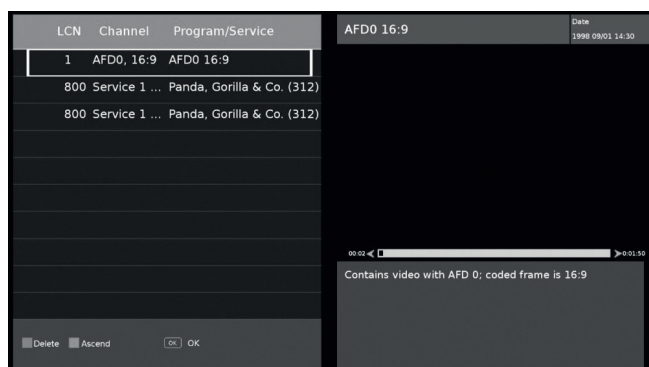 LCN Channel Program/Service
1 AFD0, 16:9 AFD0 16:9
800 Service 1 ... Panda, Gorilla & Co. (312)
800 Service 1 ... Panda, Gorilla & Co. (312)
Delete Ascend OK OK
AFD0 16:9
Date
1998 09/01 14:30
00:02 0:01:50
Contains video with AFD 0; coded frame is 16:9